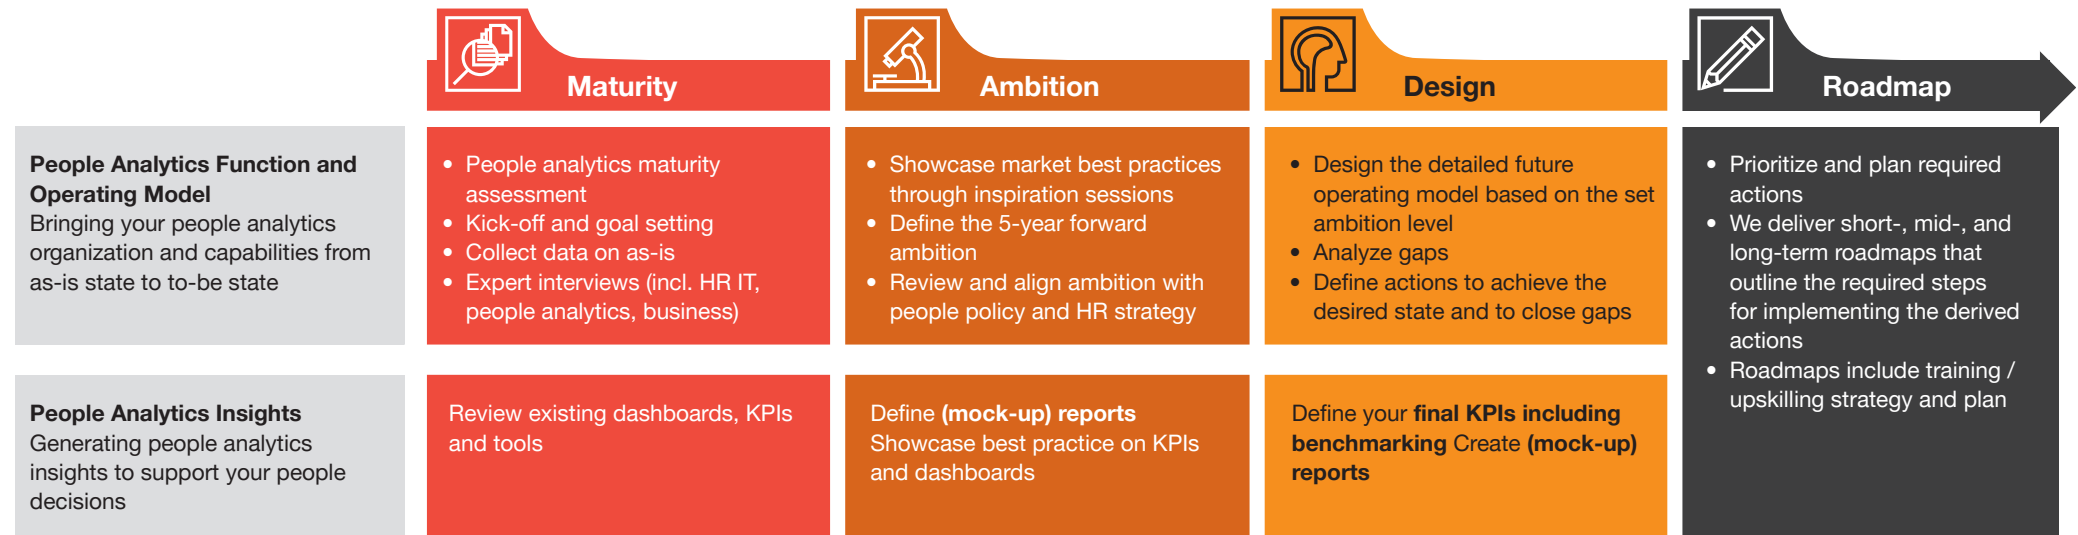 Maturity
Ambition
Design
Roadmap
People Analytics Function and
Operating Model
Bringing your people analytics
organization and capabilities from
as-is state to to-be state
• People analytics maturity
assessment
• Kick-off and goal setting
• Collect data on as-is
• Expert interviews (incl. HR IT,
people analytics, business)
• Showcase market best practices
through inspiration sessions
• Define the 5-year forward
ambition
• Review and align ambition with
people policy and HR strategy
• Design the detailed future
operating model based on the set
ambition level
• Analyze gaps
• Define actions to achieve the
desired state and to close gaps
• Prioritize and plan required
actions
• We deliver short-, mid-, and
long-term roadmaps that
outline the required steps
for implementing the derived
actions
• Roadmaps include training /
upskilling strategy and plan
People Analytics Insights
Generating people analytics
insights to support your people
decisions
Review existing dashboards, KPIs
and tools
Define (mock-up) reports
Showcase best practice on KPIs
and dashboards
Define your final KPIs including
benchmarking Create (mock-up)
reports